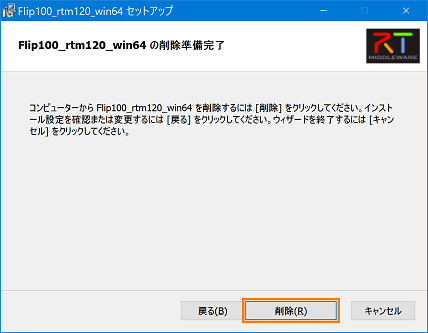 Flip100_rtm120_win64 セットアップ
Flip100_rtm120_win64 の削除準備完了
RT
MIDDLEWARE
コンピューターから Flip100_rtm120_win64 を削除するには [削除] をクリックしてください。インスト
ール設定を確認または変更するには [戻る] をクリックしてください。ウィザードを終了するには [キャン
セル] をクリックしてください。
戻る(B)
削除(R)
キャンセル